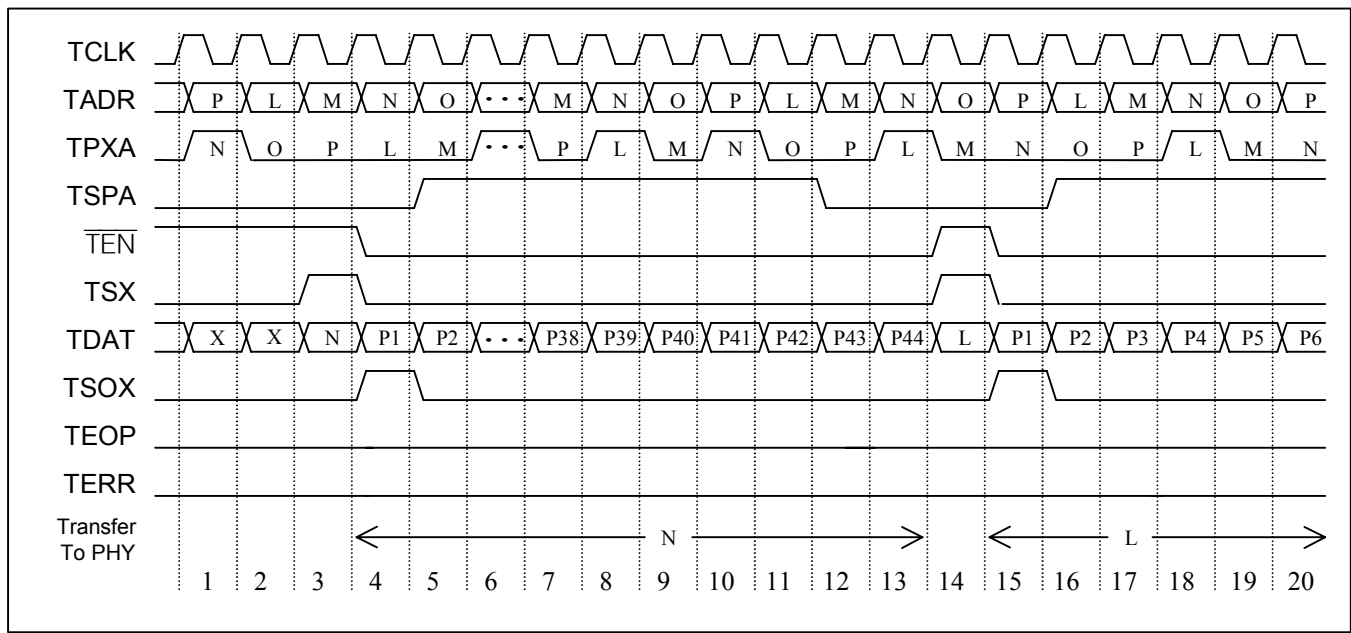 TCLK
TADR P L M N O ··· M N O P L M N O P L M N O P
TPXA N O P L M ··· P L M N O P L M N O P L M N
TSPA
TEN
TSX
TDAT X X N P1 P2 ··· P38 P39 P40 P41 P42 P43 P44 L P1 P2 P3 P4 P5 P6
TSOX
TEOP
TERR
Transfer
To PHY
N L
1 2 3 4 5 6 7 8 9 10 11 12 13 14 15 16 17 18 19 20